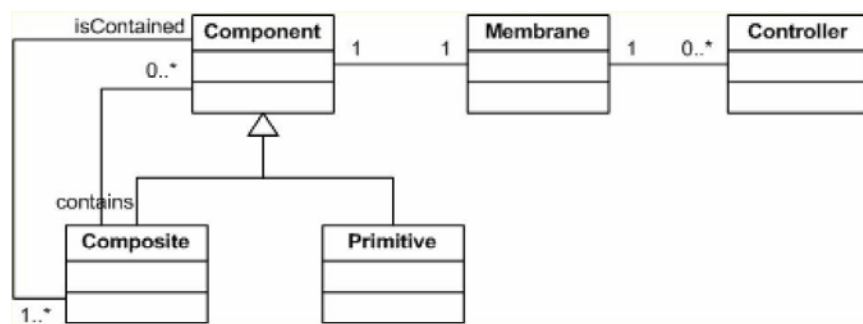 isContained
Component
Membrane
Controller
1
1
1
0..*
0..*
contains
Composite
Primitive
1..*